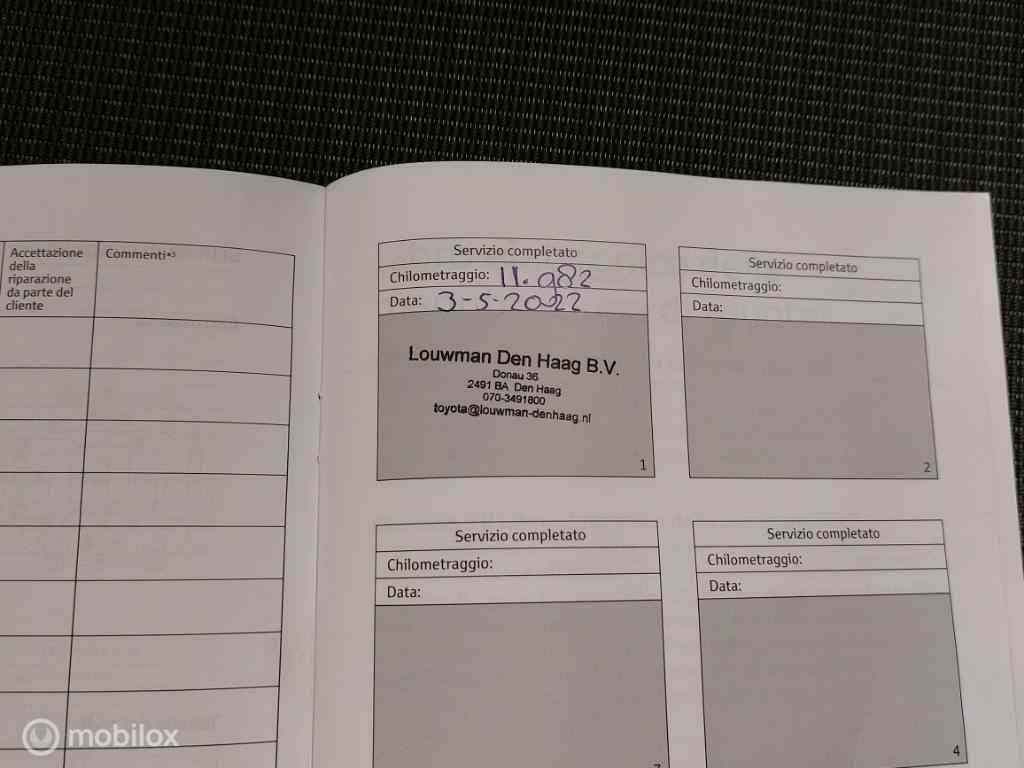 Accettazione
della
riparazione
da parte del
cliente
Commenti*3
Servizio completato
Chilometraggio: 11.982
Data: 3-5-2022
Louwman Den Haag B.V.
Donau 36
2491 BA Den Haag
070-3491800
toyota@louwman-denhaag.nl
1
Servizio completato
Chilometraggio:
Data:
2
Servizio completato
Chilometraggio:
Data:
Servizio completato
Chilometraggio:
Data:
4
mobilox